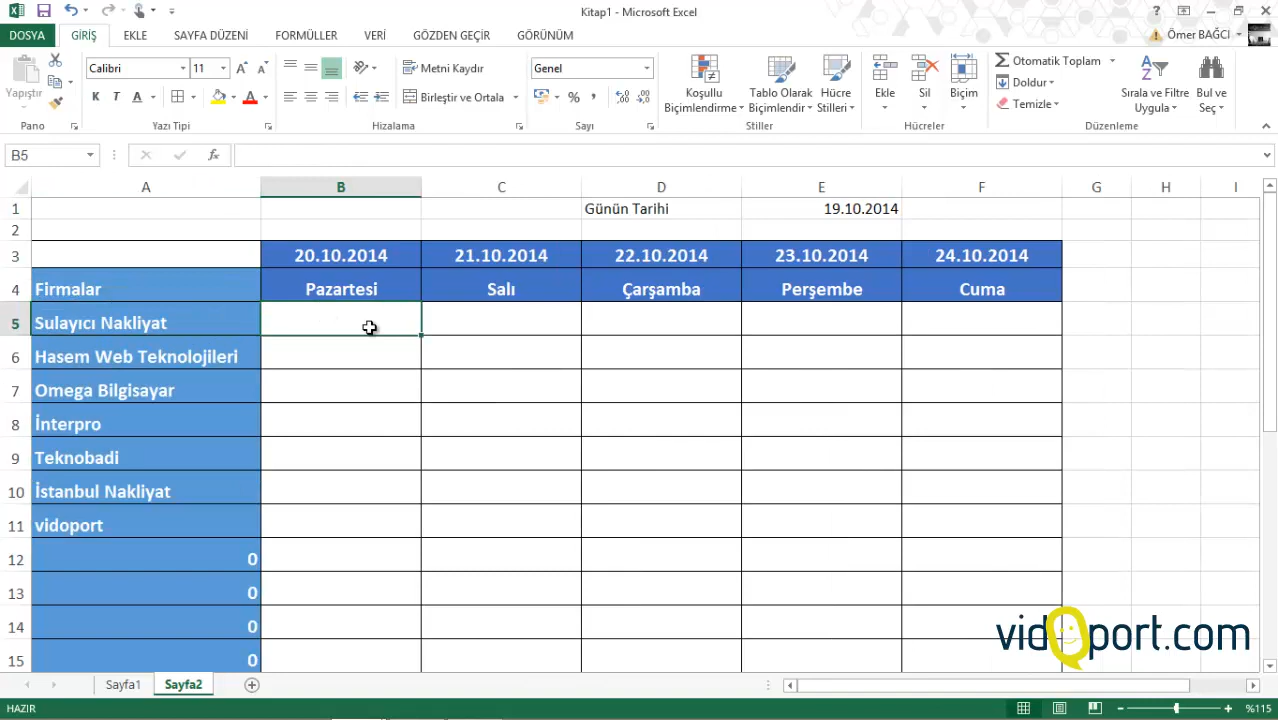 Kitap1 - Microsoft Excel
?
DOSYA GİRİŞ EKLE SAYFA DÜZENİ FORMÜLLER VERİ GÖZDEN GEÇİR GÖRÜNÜM Ömer BAĞCI
Yapıştır
Pano
Calibri 11
K T A A
Yazı Tipi
Metni Kaydır
Birleştir ve Ortala
Hizalama
Genel
%
Sayı
Koşullu Biçimlendirme
Tablo Olarak Biçimlendir
Hücre Stilleri
Stiller
Ekle
Sil
Biçim
Hücreler
Otomatik Toplam
Doldur
Temizle
Sırala ve Filtre Uygula
Bul ve Seç
Düzenleme
B5 fx
A B C D E F G H I
1 Günün Tarihi 19.10.2014
2
3 20.10.2014 21.10.2014 22.10.2014 23.10.2014 24.10.2014
4 Firmalar Pazartesi Salı Çarşamba Perşembe Cuma
5 Sulayıcı Nakliyat
6 Hasem Web Teknolojileri
7 Omega Bilgisayar
8 İnterpro
9 Teknobadi
10 İstanbul Nakliyat
11 vidoport
12 0
13 0
14 0
15 0
vidoport.com
Sayfa1 Sayfa2
HAZIR %115